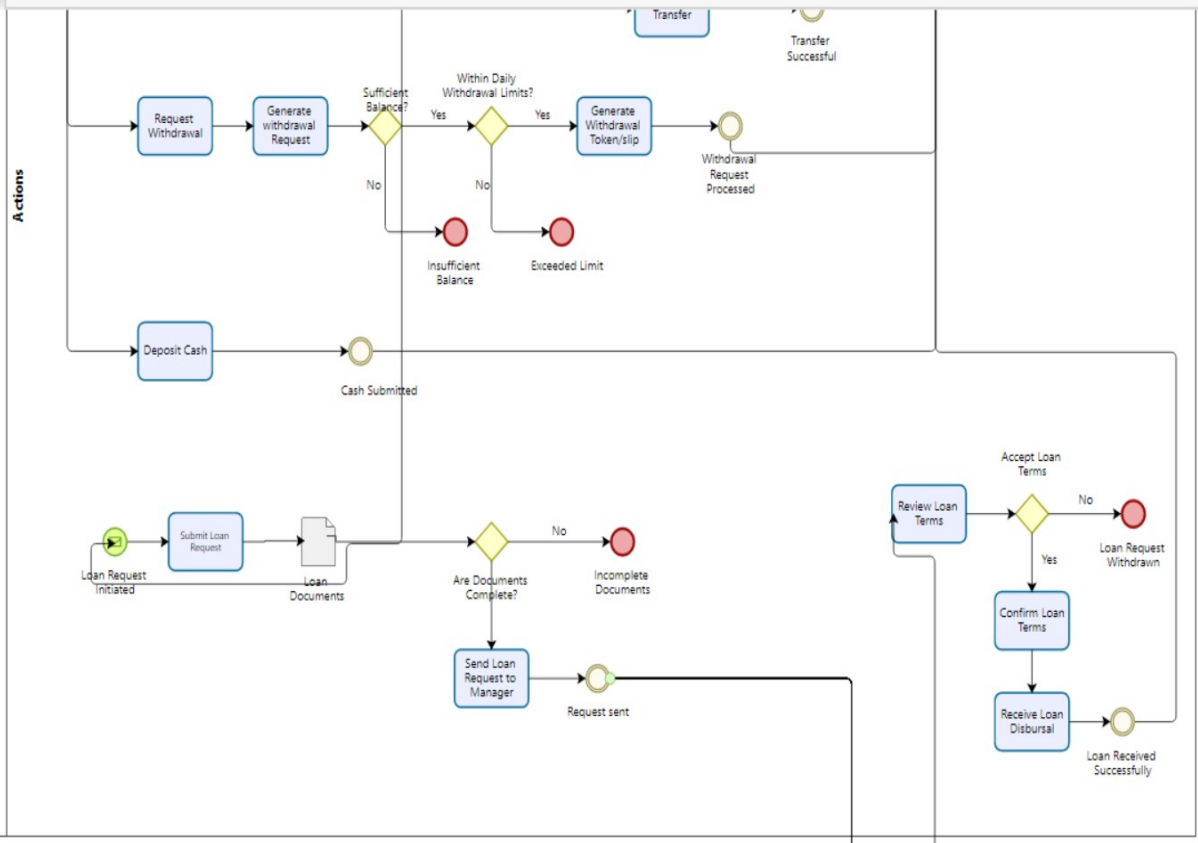 Transfer
Transfer
Successful
Actions
Request
Withdrawal
Generate
withdrawal
Request
Sufficient
Balance?
Yes
No
Within Daily
Withdrawal Limits?
Yes
No
Generate
Withdrawal
Token/slip
Withdrawal
Request
Processed
Insufficient
Balance
Exceeded Limit
Deposit Cash
Cash Submitted
Loan Request
Initiated
Submit Loan
Request
Loan
Documents
Are Documents
Complete?
No
Incomplete
Documents
Send Loan
Request to
Manager
Request sent
Review Loan
Terms
Accept Loan
Terms
No
Loan Request
Withdrawn
Yes
Confirm Loan
Terms
Receive Loan
Disbursal
Loan Received
Successfully